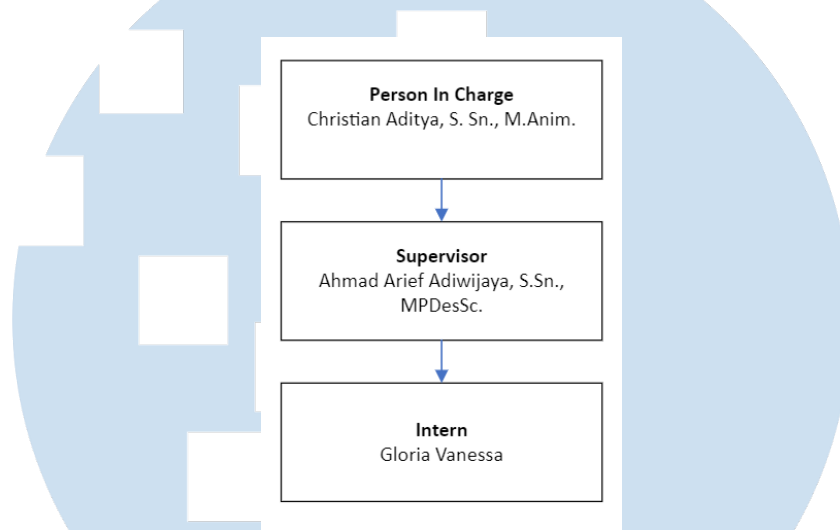 Person In Charge
Christian Aditya, S. Sn., M.Anim.
Supervisor
Ahmad Arief Adiwijaya, S.Sn.,
MPDesSc.
Intern
Gloria Vanessa